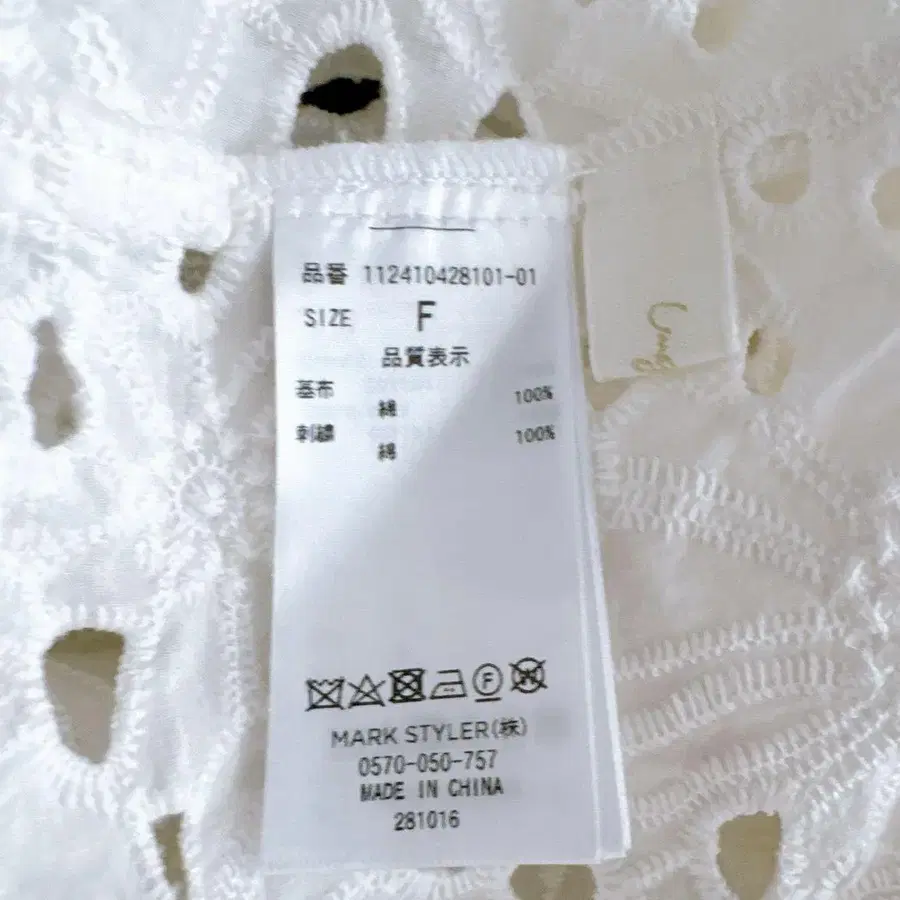 品番 112410428101-01
SIZE F
品質表示
基布
綿 100%
刺繍
綿 100%
F
MARK STYLER(株)
0570-050-757
MADE IN CHINA
281016